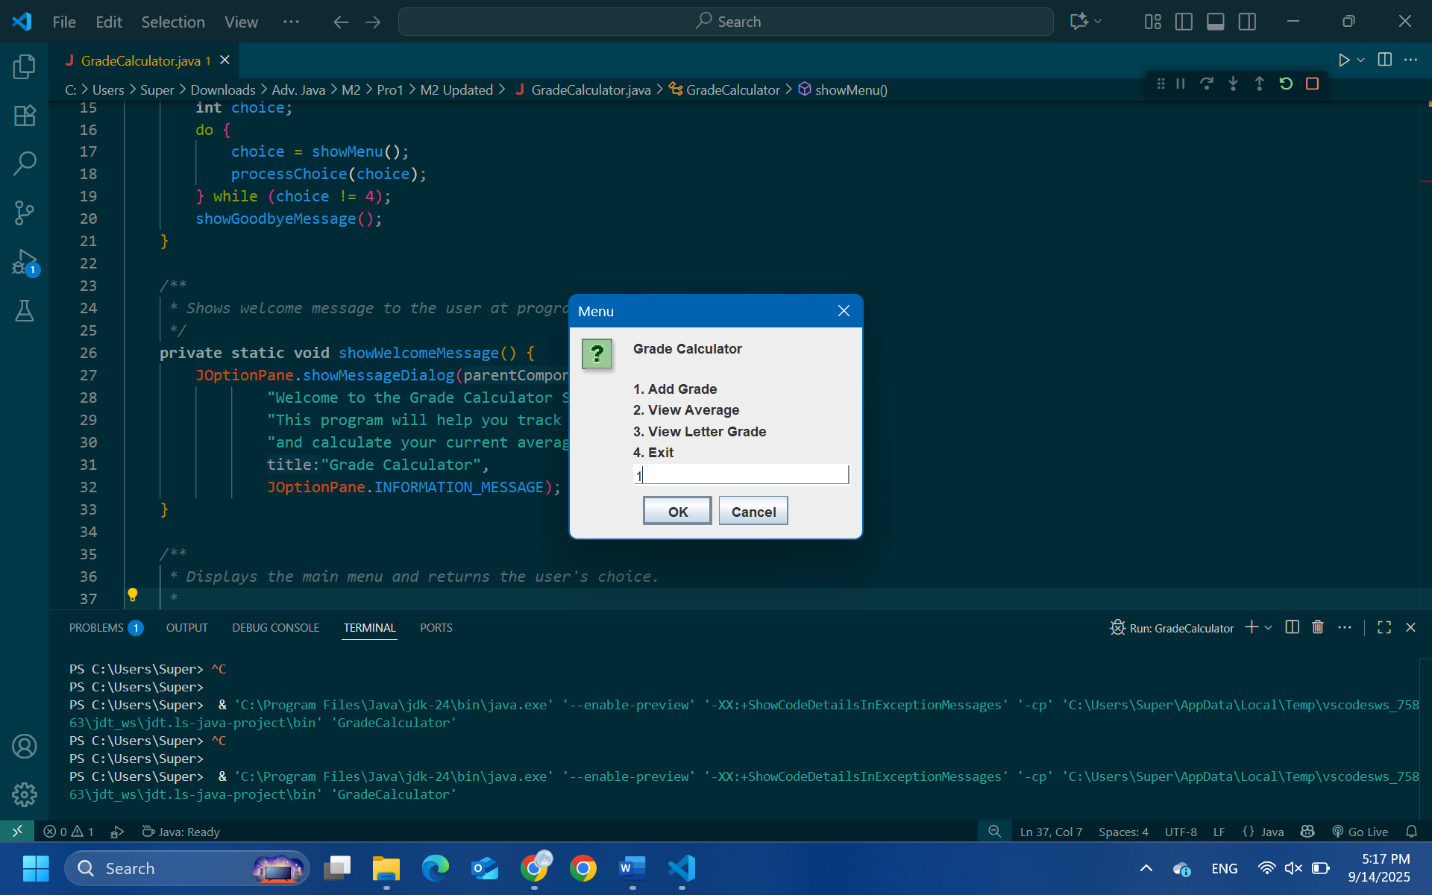 File Edit Selection View ··· Search
GradeCalculator.java 1
C: > Users > Super > Downloads > Adv. Java > M2 > Pro1 > M2 Updated > J GradeCalculator.java > GradeCalculator > showMenu()
15 int choice;
16 do {
17 choice = showMenu();
18 processChoice(choice);
19 } while (choice != 4);
20 showGoodbyeMessage();
21 }
22
23 /**
24 * Shows welcome message to the user at progra
25 */
26 private static void showWelcomeMessage() {
27 JOptionPane.showMessageDialog(parentCompon
28 "Welcome to the Grade Calculator S
29 "This program will help you track
30 "and calculate your current averag
31 title:"Grade Calculator",
32 JOptionPane.INFORMATION_MESSAGE);
33 }
34
35 /**
36 * Displays the main menu and returns the user's choice.
37 *
Menu
Grade Calculator
1. Add Grade
2. View Average
3. View Letter Grade
4. Exit
1
OK Cancel
PROBLEMS 1 OUTPUT DEBUG CONSOLE TERMINAL PORTS Run: GradeCalculator
PS C:\Users\Super> ^C
PS C:\Users\Super>
PS C:\Users\Super> & 'C:\Program Files\Java\jdk-24\bin\java.exe' '--enable-preview' '-XX:+ShowCodeDetailsInExceptionMessages' '-cp' 'C:\Users\Super\AppData\Local\Temp\vscodesws_758
63\jdt_ws\jdt.ls-java-project\bin' 'GradeCalculator'
PS C:\Users\Super> ^C
PS C:\Users\Super>
PS C:\Users\Super> & 'C:\Program Files\Java\jdk-24\bin\java.exe' '--enable-preview' '-XX:+ShowCodeDetailsInExceptionMessages' '-cp' 'C:\Users\Super\AppData\Local\Temp\vscodesws_758
63\jdt_ws\jdt.ls-java-project\bin' 'GradeCalculator'
0 1 Java: Ready Ln 37, Col 7 Spaces: 4 UTF-8 LF {} Java Go Live
Search ENG 5:17 PM
9/14/2025